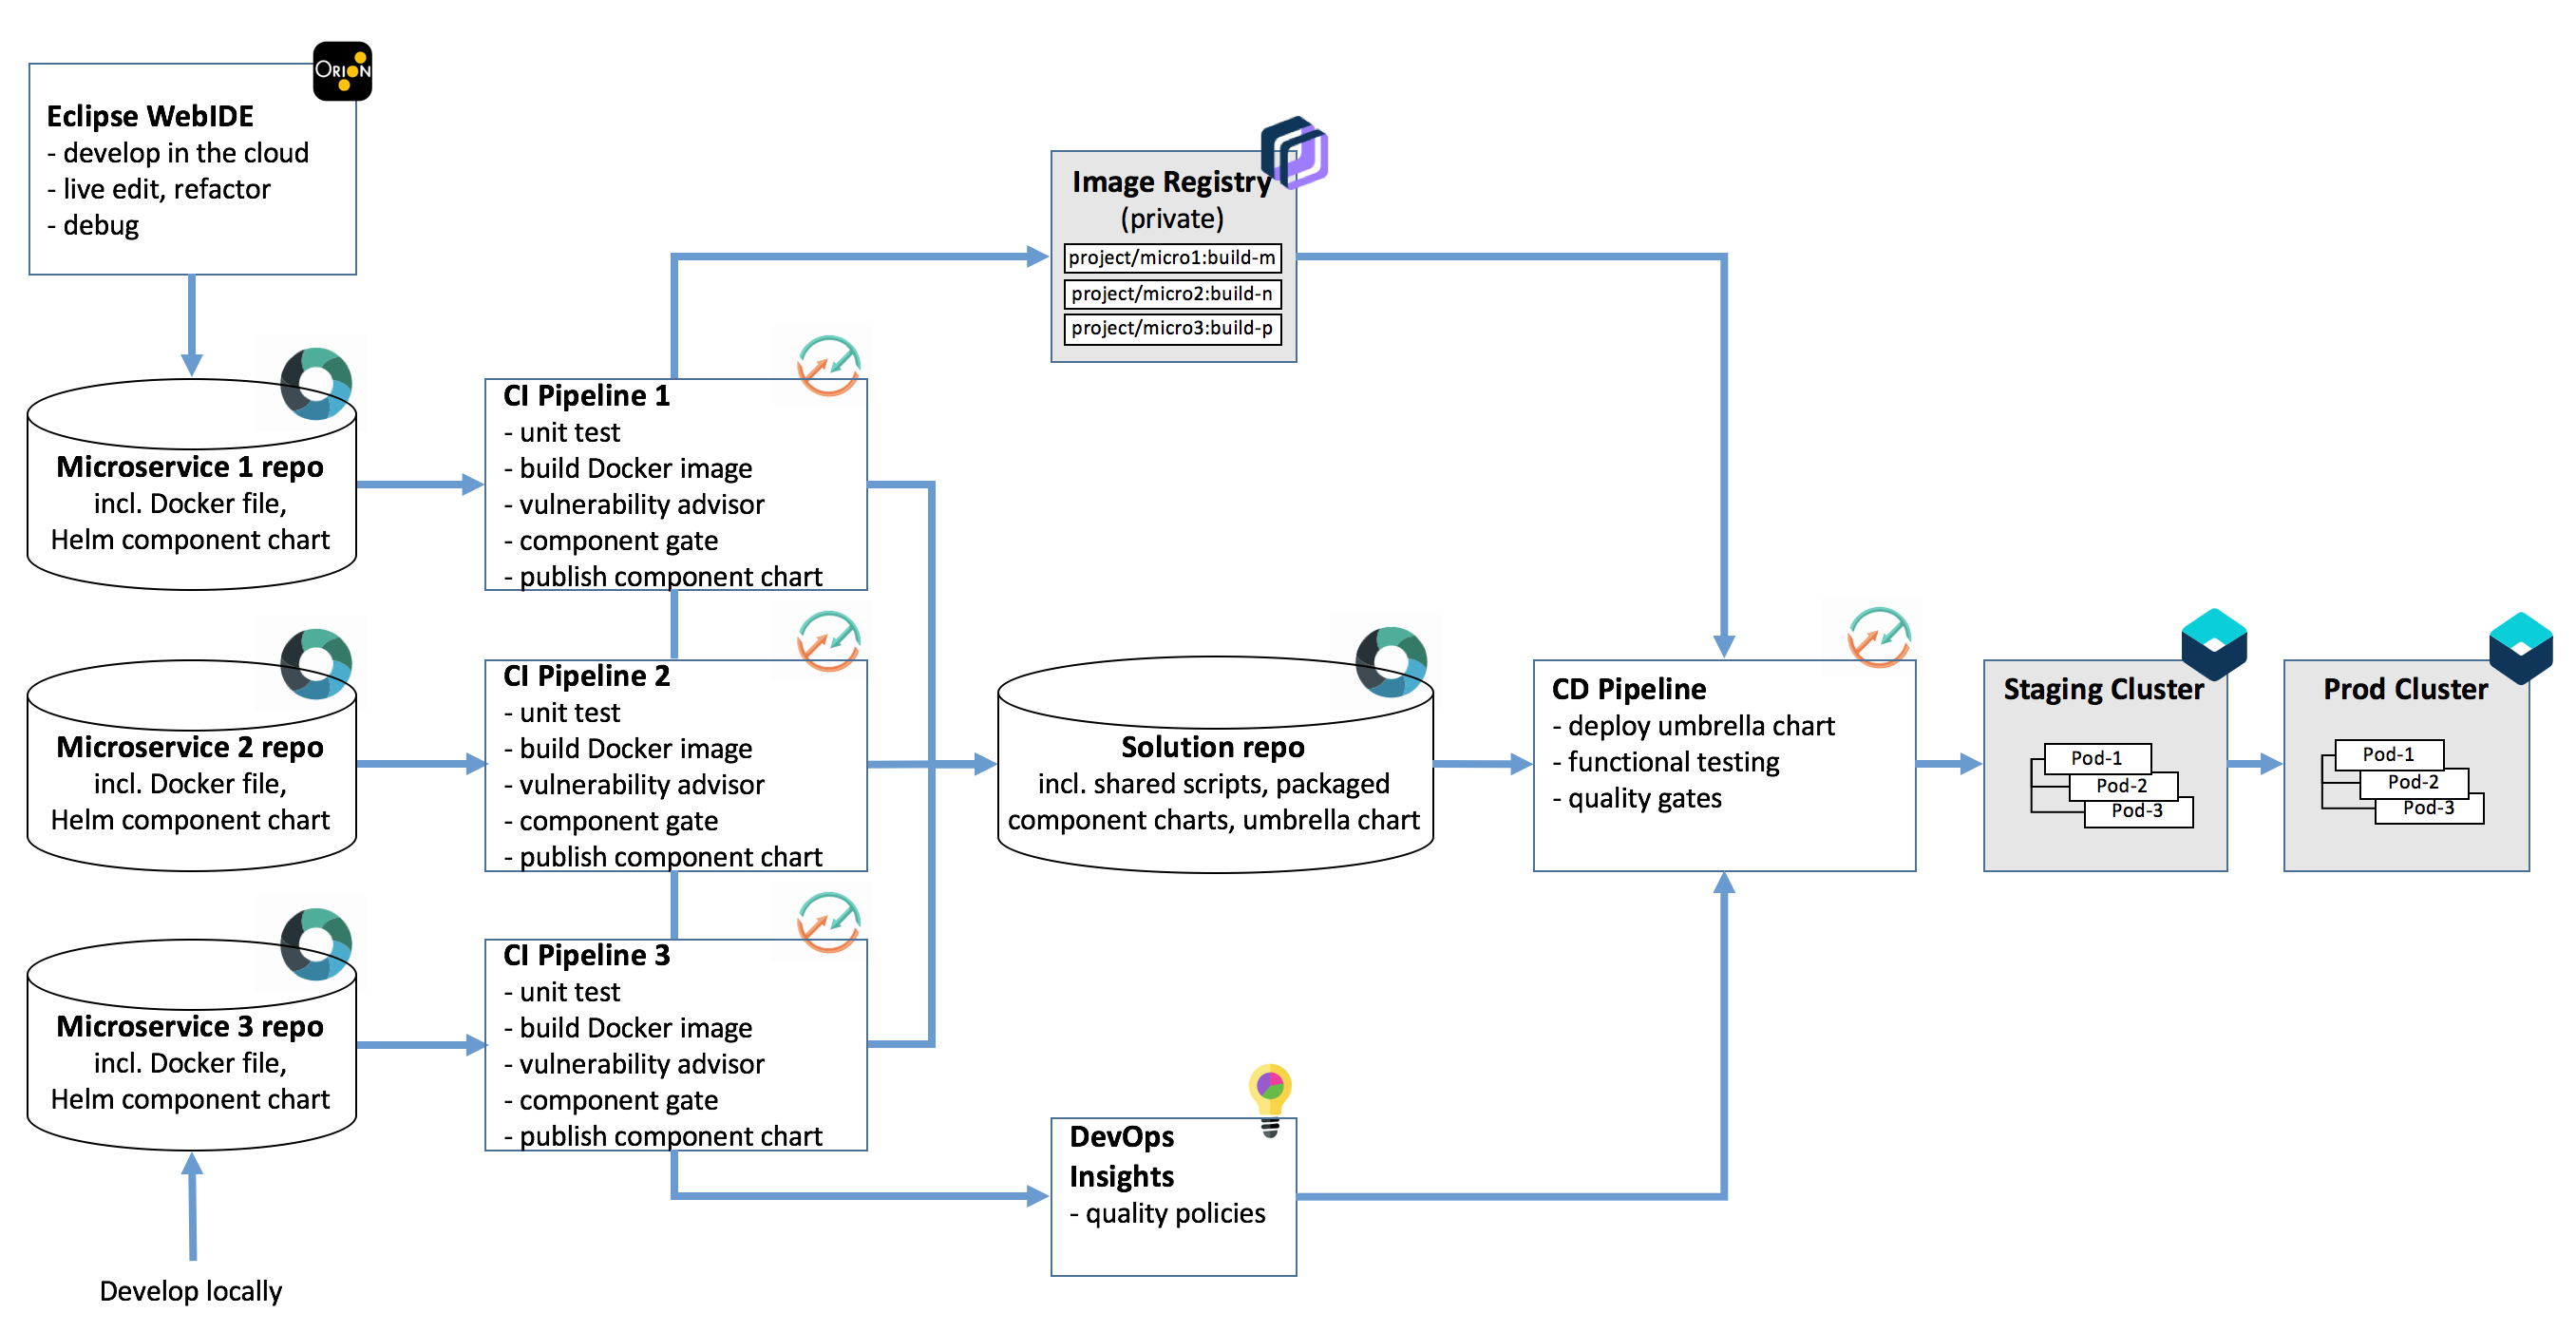 ORION
Eclipse WebIDE
- develop in the cloud
- live edit, refactor
- debug
Microservice 1 repo
incl. Docker file,
Helm component chart
Microservice 2 repo
incl. Docker file,
Helm component chart
Microservice 3 repo
incl. Docker file,
Helm component chart
Develop locally
CI Pipeline 1
- unit test
- build Docker image
- vulnerability advisor
- component gate
- publish component chart
CI Pipeline 2
- unit test
- build Docker image
- vulnerability advisor
- component gate
- publish component chart
CI Pipeline 3
- unit test
- build Docker image
- vulnerability advisor
- component gate
- publish component chart
Image Registry
(private)
project/micro1:build-m
project/micro2:build-n
project/micro3:build-p
Solution repo
incl. shared scripts, packaged
component charts, umbrella chart
DevOps
Insights
- quality policies
CD Pipeline
- deploy umbrella chart
- functional testing
- quality gates
Staging Cluster
Pod-1
Pod-2
Pod-3
Prod Cluster
Pod-1
Pod-2
Pod-3